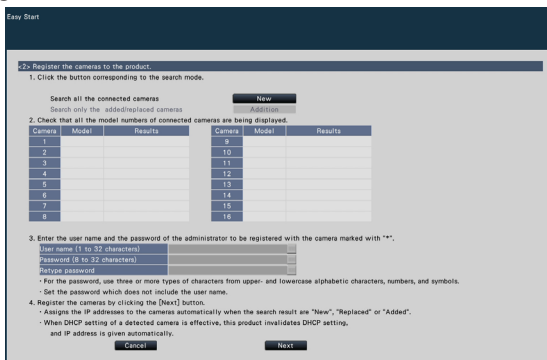 Easy Start
<2> Register the cameras to the product.
1. Click the button corresponding to the search mode.
Search all the connected cameras New
Search only the added/replaced cameras Addition
2. Check that all the model numbers of connected cameras are being displayed.
Camera Model Results Camera Model Results
1 9
2 10
3 11
4 12
5 13
6 14
7 15
8 16
3. Enter the user name and the password of the administrator to be registered with the camera marked with "*".
User name (1 to 32 characters)
Password (8 to 32 characters)
Retype password
・For the password, use three or more types of characters from upper- and lowercase alphabetic characters, numbers, and symbols.
・Set the password which does not include the user name.
4. Register the cameras by clicking the [Next] button.
・Assigns the IP addresses to the cameras automatically when the search result are "New", "Replaced" or "Added".
・When DHCP setting of a detected camera is effective, this product invalidates DHCP setting,
and IP address is given automatically.
Cancel Next